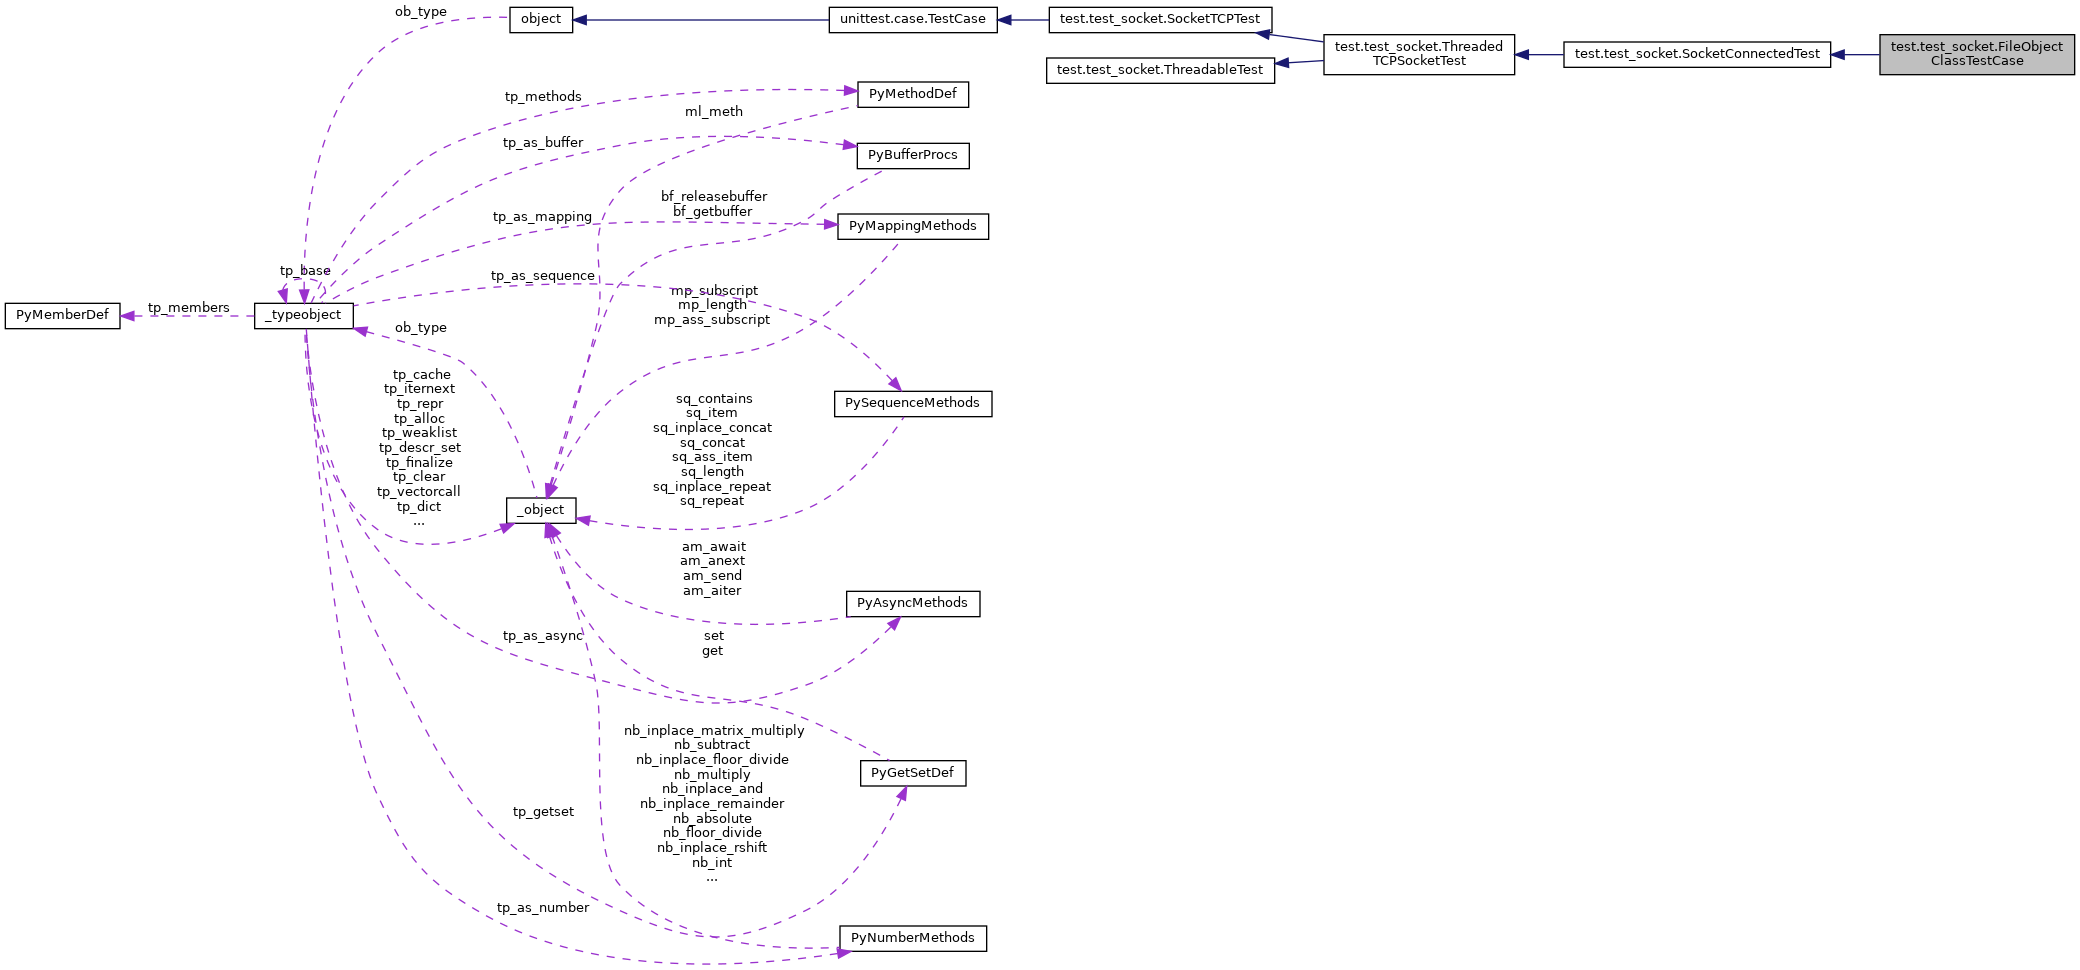 ob_type
object
unittest.case.TestCase
test.test_socket.SocketTCPTest
test.test_socket.Threaded
TCPSocketTest
test.test_socket.SocketConnectedTest
test.test_socket.FileObject
ClassTestCase
test.test_socket.ThreadableTest
tp_methods
PyMethodDef
ml_meth
tp_as_buffer
PyBufferProcs
bf_releasebuffer
bf_getbuffer
tp_as_mapping
PyMappingMethods
tp_base
tp_as_sequence
mp_subscript
mp_length
mp_ass_subscript
PyMemberDef
tp_members
_typeobject
ob_type
tp_cache
tp_iternext
tp_repr
tp_alloc
tp_weaklist
tp_descr_set
tp_finalize
tp_clear
tp_vectorcall
tp_dict
...
PySequenceMethods
sq_contains
sq_item
sq_inplace_concat
sq_concat
sq_ass_item
sq_length
sq_inplace_repeat
sq_repeat
_object
am_await
am_anext
am_send
am_aiter
PyAsyncMethods
tp_as_async
set
get
nb_inplace_matrix_multiply
nb_subtract
nb_inplace_floor_divide
nb_multiply
nb_inplace_and
nb_inplace_remainder
nb_absolute
nb_floor_divide
nb_inplace_rshift
nb_int
...
PyGetSetDef
tp_getset
tp_as_number
PyNumberMethods